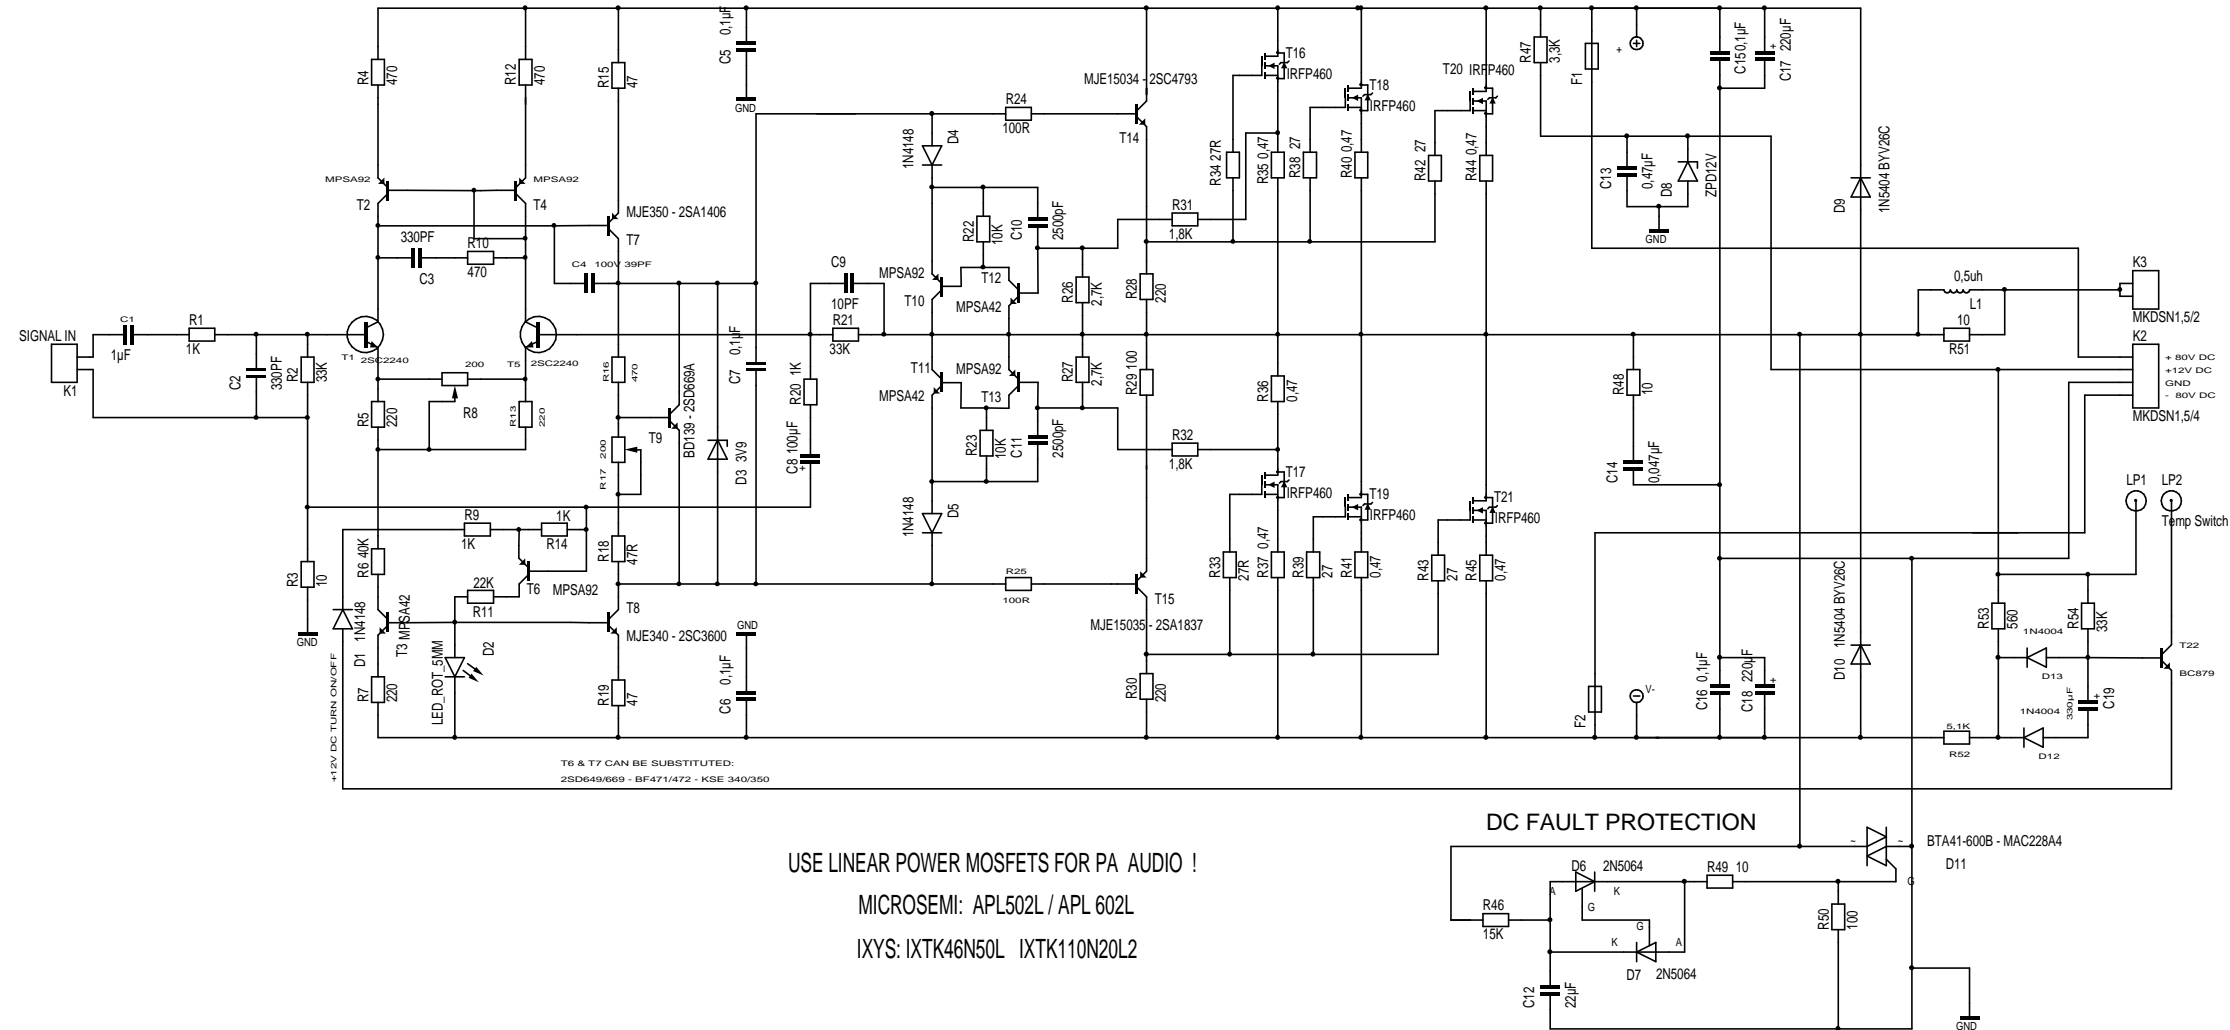 R4 470
R12 470
R15 47
C5 0,1µF
GND
MPSA92
T2
MPSA92
T4
MJE350 - 2SA1406
T7
330PF
C3
R10
470
C4 100V 39PF
SIGNAL IN
K1
C1
1µF
R1
1K
C2 330PF
R2 33K
T1 2SC2240
T5 2SC2240
200
R8
R5 220
R13 220
R16 470
R17 200
T9
BD139 - 2SD669A
D3 3V9
C7 0,1µF
C9
10PF
R21
33K
R20 1K
C8 100µF
+
R9
1K
1K
R14
R3 10
GND
R6 40K
22K
R11
T6 MPSA92
R18 47R
D1 1N4148
T3 MPSA42
T8
MJE340 - 2SC3600
LED_ROT_5MM
D2
R7 220
R19 47
GND
C6 0,1µF
+12V DC TURN ON/OFF
T6 & T7 CAN BE SUBSTITUTED:
2SD649/669 - BF471/472 - KSE 340/350
1N4148 D4
R24
100R
MJE15034 - 2SC4793
T14
R22 10K
C10 2500pF
MPSA92
T10
T12
MPSA42
R26 2,7K
R28 220
R31
1,8K
T11
MPSA42
MPSA92
T13
R27 2,7K
R29 100
R23 10K
C11 2500pF
R32
1,8K
1N4148 D5
R25
100R
T15
MJE15035 - 2SA1837
R30 220
T16
IRFP460
T18
IRFP460
T20 IRFP460
R34 27R
R35 0,47
R38 27
R40 0,47
R42 27
R44 0,47
R36 0,47
T17
IRFP460
T19
IRFP460
T21
IRFP460
R33 27R
R37 0,47
R39 27
R41 0,47
R43 27
R45 0,47
R47 3,3K
F1
+
C15 0,1µF
+
C17 220µF
C13 0,47µF
D8 ZPD12V
GND
D9 1N5404 BYV26C
0,5uh
L1
10
R51
K3
MKDSN1,5/2
K2
+ 80V DC
+12V DC
GND
- 80V DC
MKDSN1,5/4
R48 10
C14 0,047µF
LP1
LP2
Temp Switch
D10 1N5404 BYV26C
F2
V-
C16 0,1µF
C18 220µF
+
R53 560
R54 33K
1N4004
D13
T22
BC879
330µF
+
C19
1N4004
D12
5,1K
R52
USE LINEAR POWER MOSFETS FOR PA AUDIO !
MICROSEMI: APL502L / APL 602L
IXYS: IXTK46N50L IXTK110N20L2
DC FAULT PROTECTION
~
~
BTA41-600B - MAC228A4
D11
G
D6 2N5064
A
K
G
R49 10
R46
15K
G
K
A
D7 2N5064
R50 100
C12 22µF
GND